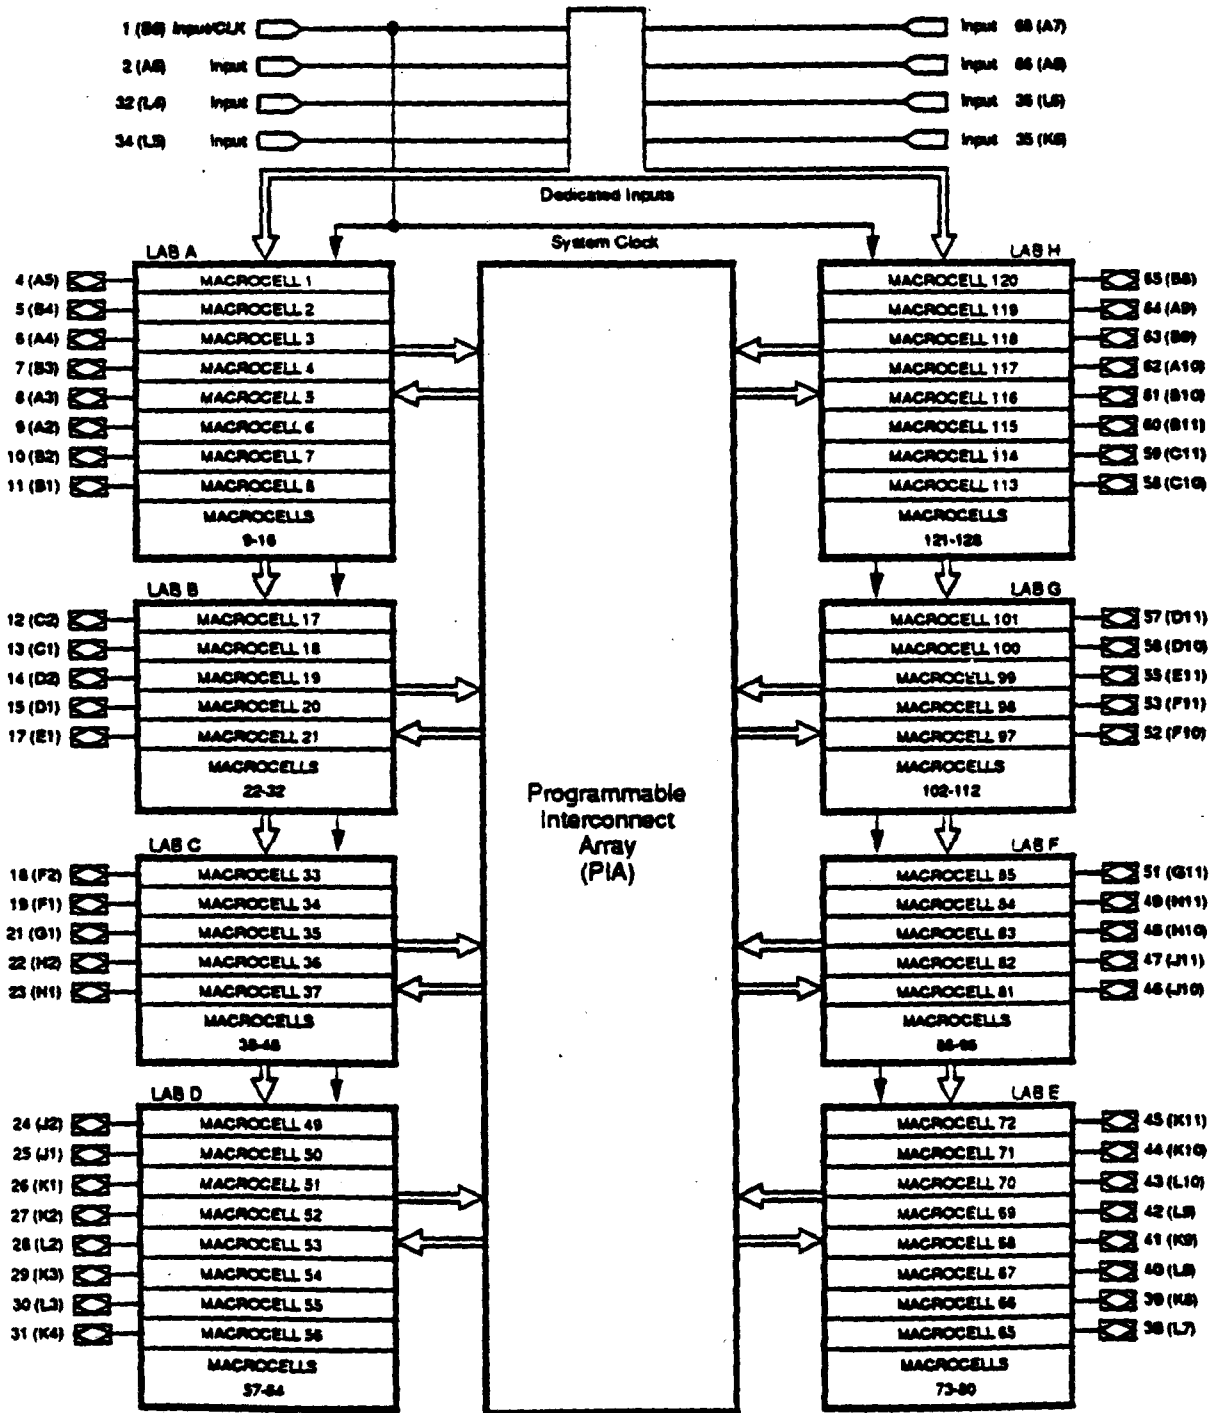 1 (B6) Input/CLK
Input 68 (A7)
2 (A6) Input
Input 66 (A8)
32 (L4) Input
Input 36 (L6)
34 (L5) Input
Input 35 (K6)
Dedicated Inputs
System Clock
LAB A
4 (A5) MACROCELL 1
5 (B4) MACROCELL 2
6 (A4) MACROCELL 3
7 (B3) MACROCELL 4
8 (A3) MACROCELL 5
9 (A2) MACROCELL 6
10 (B2) MACROCELL 7
11 (B1) MACROCELL 8
MACROCELLS
9-16
LAB H
MACROCELL 120 65 (B8)
MACROCELL 119 64 (A9)
MACROCELL 118 63 (B9)
MACROCELL 117 62 (A10)
MACROCELL 116 61 (B10)
MACROCELL 115 60 (B11)
MACROCELL 114 59 (C11)
MACROCELL 113 58 (C10)
MACROCELLS
121-128
LAB B
12 (C2) MACROCELL 17
13 (C1) MACROCELL 18
14 (D2) MACROCELL 19
15 (D1) MACROCELL 20
17 (E1) MACROCELL 21
MACROCELLS
22-32
LAB G
MACROCELL 101 57 (D11)
MACROCELL 100 56 (D10)
MACROCELL 99 55 (E11)
MACROCELL 98 53 (F11)
MACROCELL 97 52 (F10)
MACROCELLS
102-112
Programmable
Interconnect
Array
(PIA)
LAB C
18 (F2) MACROCELL 33
19 (F1) MACROCELL 34
21 (G1) MACROCELL 35
22 (H2) MACROCELL 36
23 (H1) MACROCELL 37
MACROCELLS
38-48
LAB F
MACROCELL 85 51 (G11)
MACROCELL 84 49 (H11)
MACROCELL 83 48 (H10)
MACROCELL 82 47 (J11)
MACROCELL 81 46 (J10)
MACROCELLS
86-96
LAB D
24 (J2) MACROCELL 49
25 (J1) MACROCELL 50
26 (K1) MACROCELL 51
27 (K2) MACROCELL 52
28 (L2) MACROCELL 53
29 (K3) MACROCELL 54
30 (L3) MACROCELL 55
31 (K4) MACROCELL 56
MACROCELLS
57-64
LAB E
MACROCELL 72 45 (K11)
MACROCELL 71 44 (K10)
MACROCELL 70 43 (L10)
MACROCELL 69 42 (L9)
MACROCELL 68 41 (K9)
MACROCELL 67 40 (L8)
MACROCELL 66 39 (K8)
MACROCELL 65 38 (L7)
MACROCELLS
73-80